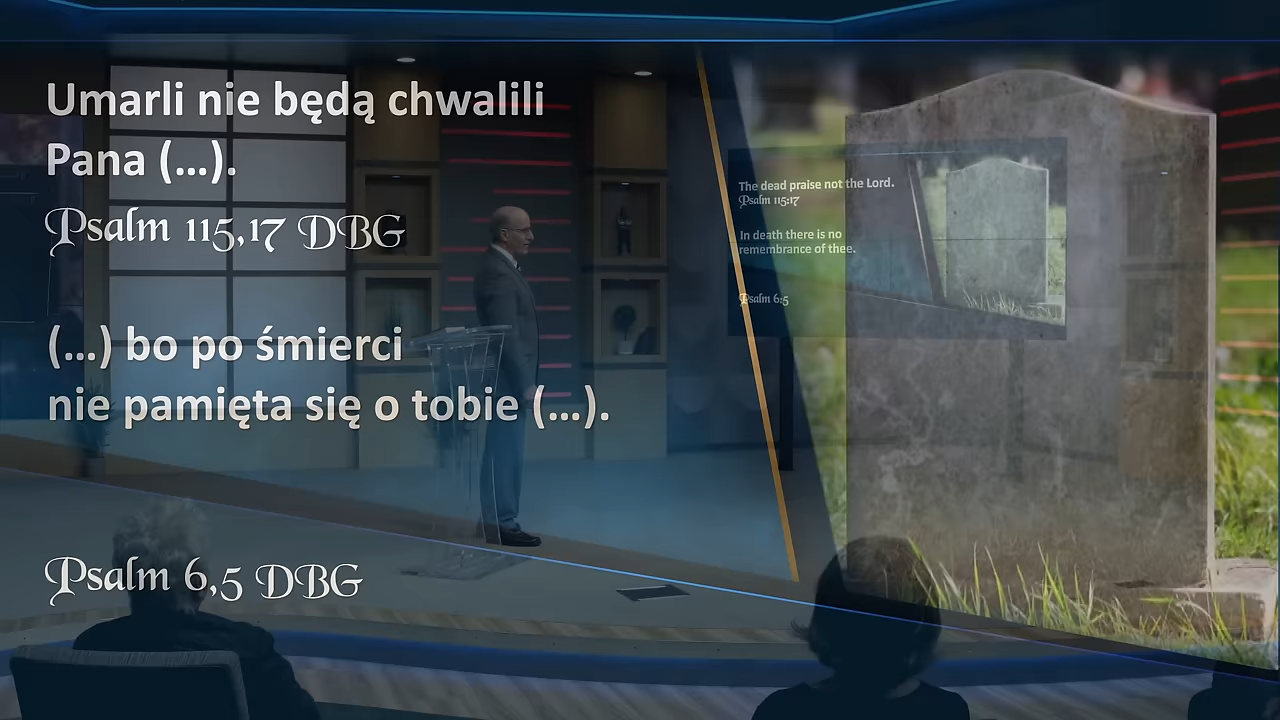 Umarli nie będą chwalili
Pana (...).
Psalm 115,17 DBG
(...) bo po śmierci
nie pamięta się o tobie (...).
Psalm 6,5 DBG
The dead praise not the Lord.
Psalm 115:17
In death there is no
remembrance of thee.
Psalm 6:5